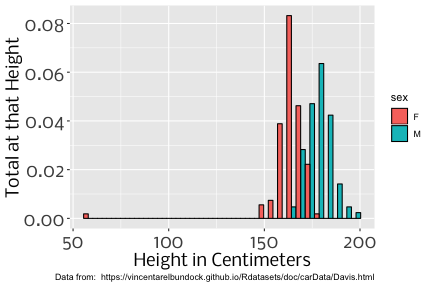 Total at that Height
0.08
0.06
0.04
0.02
0.00
50
100
150
200
Height in Centimeters
sex
F
M
Data from: https://vincentarelbundock.github.io/Rdatasets/doc/carData/Davis.html